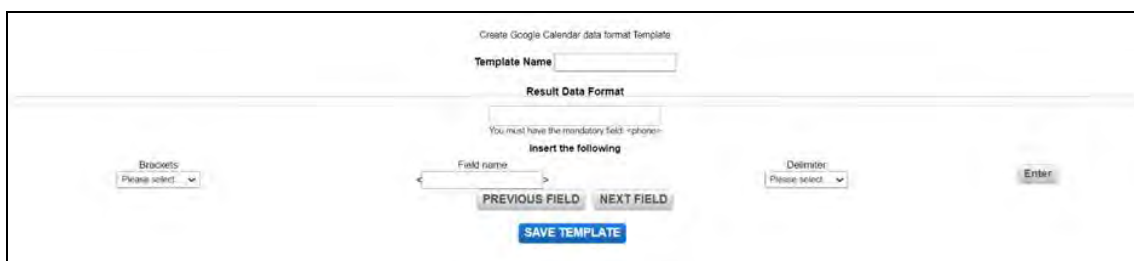 Create Google Calendar data format Template
Template Name
Result Data Format
You must have the mandatory field: <phone>
Insert the following
Brackets Field name Delimiter
Please select < > Please select Enter
PREVIOUS FIELD NEXT FIELD
SAVE TEMPLATE